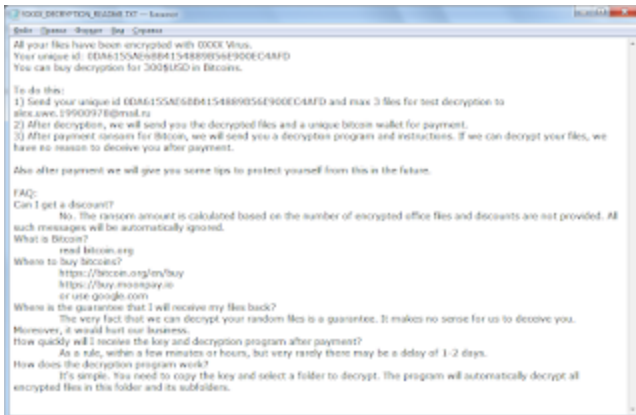 All your files have been encrypted with 0XXX Virus.
Your unique id:
You can buy decryption for 300$USD in Bitcoins.
To do this:
1) Send your unique id and max 3 files for test decryption to
2) After decryption, we will send you the decrypted files and a unique bitcoin wallet for payment.
3) After payment ransom for Bitcoin, we will send you a decryption program and instructions. If we can decrypt your files, we
have no reason to deceive you after payment.
Also after payment we will give you some tips to protect yourself from this in the future.
FAQ:
Can I get a discount?
No. The ransom amount is calculated based on the number of encrypted office files and discounts are not provided. All
such messages will be automatically ignored.
What is Bitcoin?
read bitcoin.org
Where to buy bitcoins?
https://bitcoin.org/en/buy
https://buy.moonpay.io
or use google.com
Where is the guarantee that I will receive my files back?
The very fact that we can decrypt your random files is a guarantee. It makes no sense for us to deceive you.
Moreover, it would hurt our business.
How quickly will I receive the key and decryption program after payment?
As a rule, within a few minutes or hours, but very rarely there may be a delay of 1-2 days.
How does the decryption program work?
It's simple. You need to copy the key and select a folder to decrypt. The program will automatically decrypt all
encrypted files in this folder and its subfolders.